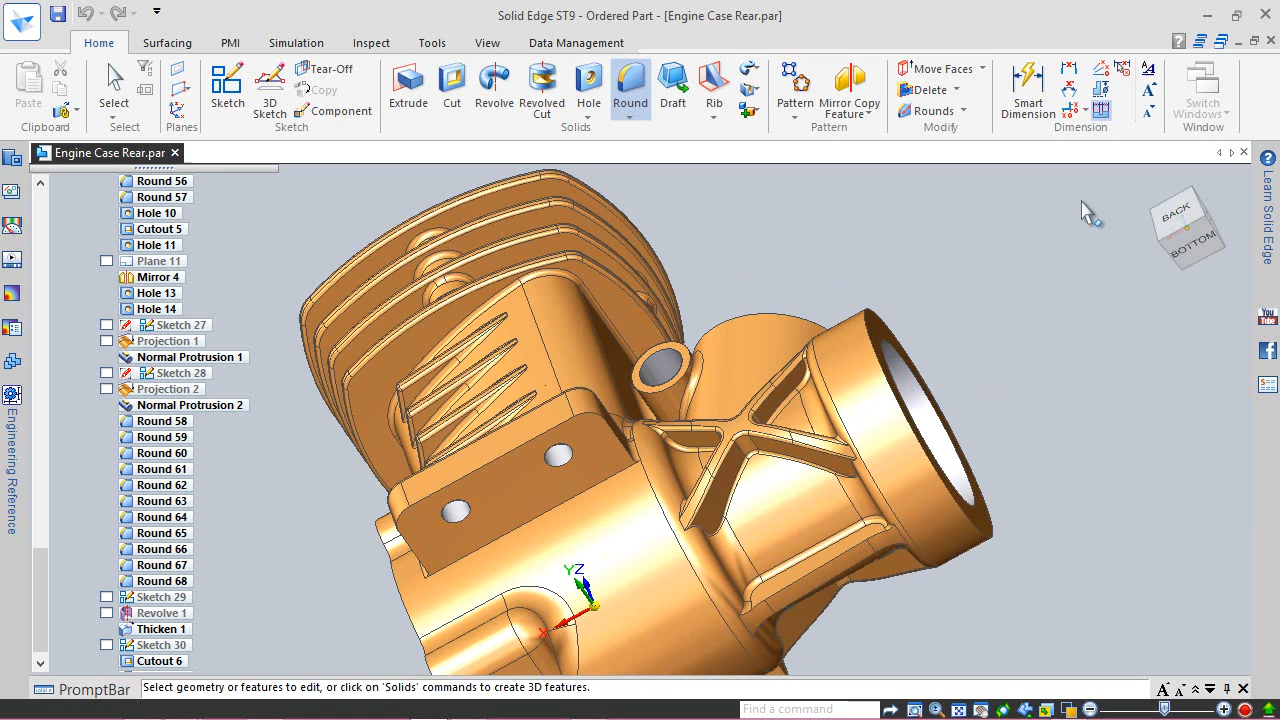 Solid Edge ST9 - Ordered Part - [Engine Case Rear.par]
Home Surfacing PMI Simulation Inspect Tools View Data Management
Paste
Clipboard
Select
Select
Planes
Sketch
3D Sketch
Tear-Off
Copy
Component
Sketch
Extrude
Cut
Revolve
Revolved Cut
Hole
Round
Draft
Rib
Solids
Pattern
Mirror Copy Feature
Pattern
Move Faces
Delete
Rounds
Modify
Smart Dimension
Dimension
Switch Windows
Window
Engine Case Rear.par
Round 56
Round 57
Hole 10
Cutout 5
Hole 11
Plane 11
Mirror 4
Hole 13
Hole 14
Sketch 27
Projection 1
Normal Protrusion 1
Sketch 28
Projection 2
Normal Protrusion 2
Round 58
Round 59
Round 60
Round 61
Round 62
Round 63
Round 64
Round 65
Round 66
Round 67
Round 68
Sketch 29
Revolve 1
Thicken 1
Sketch 30
Cutout 6
Engineering Reference
BACK
BOTTOM
Z
Y
X
Learn Solid Edge
You Tube
PromptBar
Select geometry or features to edit, or click on 'Solids' commands to create 3D features.
Find a command